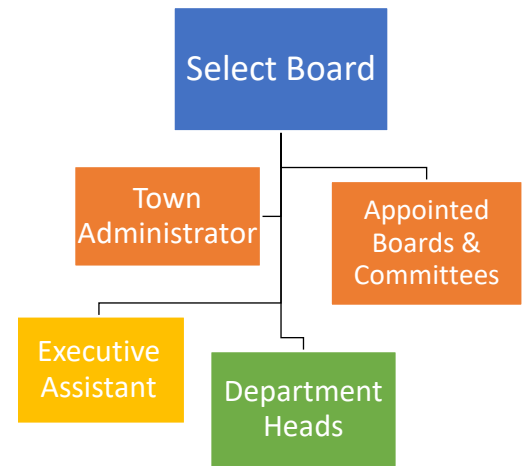 Select Board
Town
Administrator
Appointed
Boards &
Committees
Executive
Assistant
Department
Heads